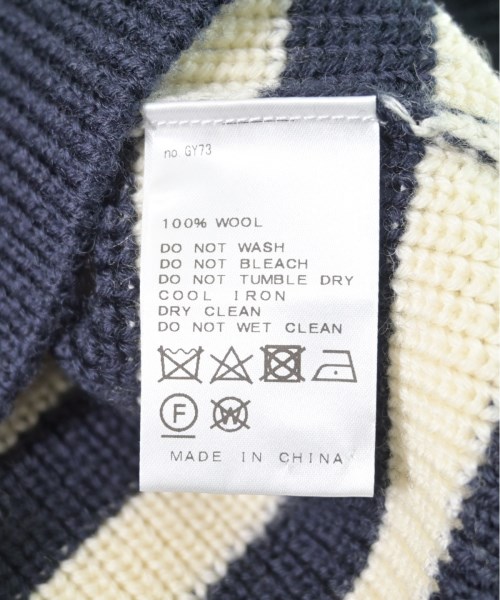 no GY73
100% WOOL
DO NOT WASH
DO NOT BLEACH
DO NOT TUMBLE DRY
COOL IRON
DRY CLEAN
DO NOT WET CLEAN
F W
MADE IN CHINA